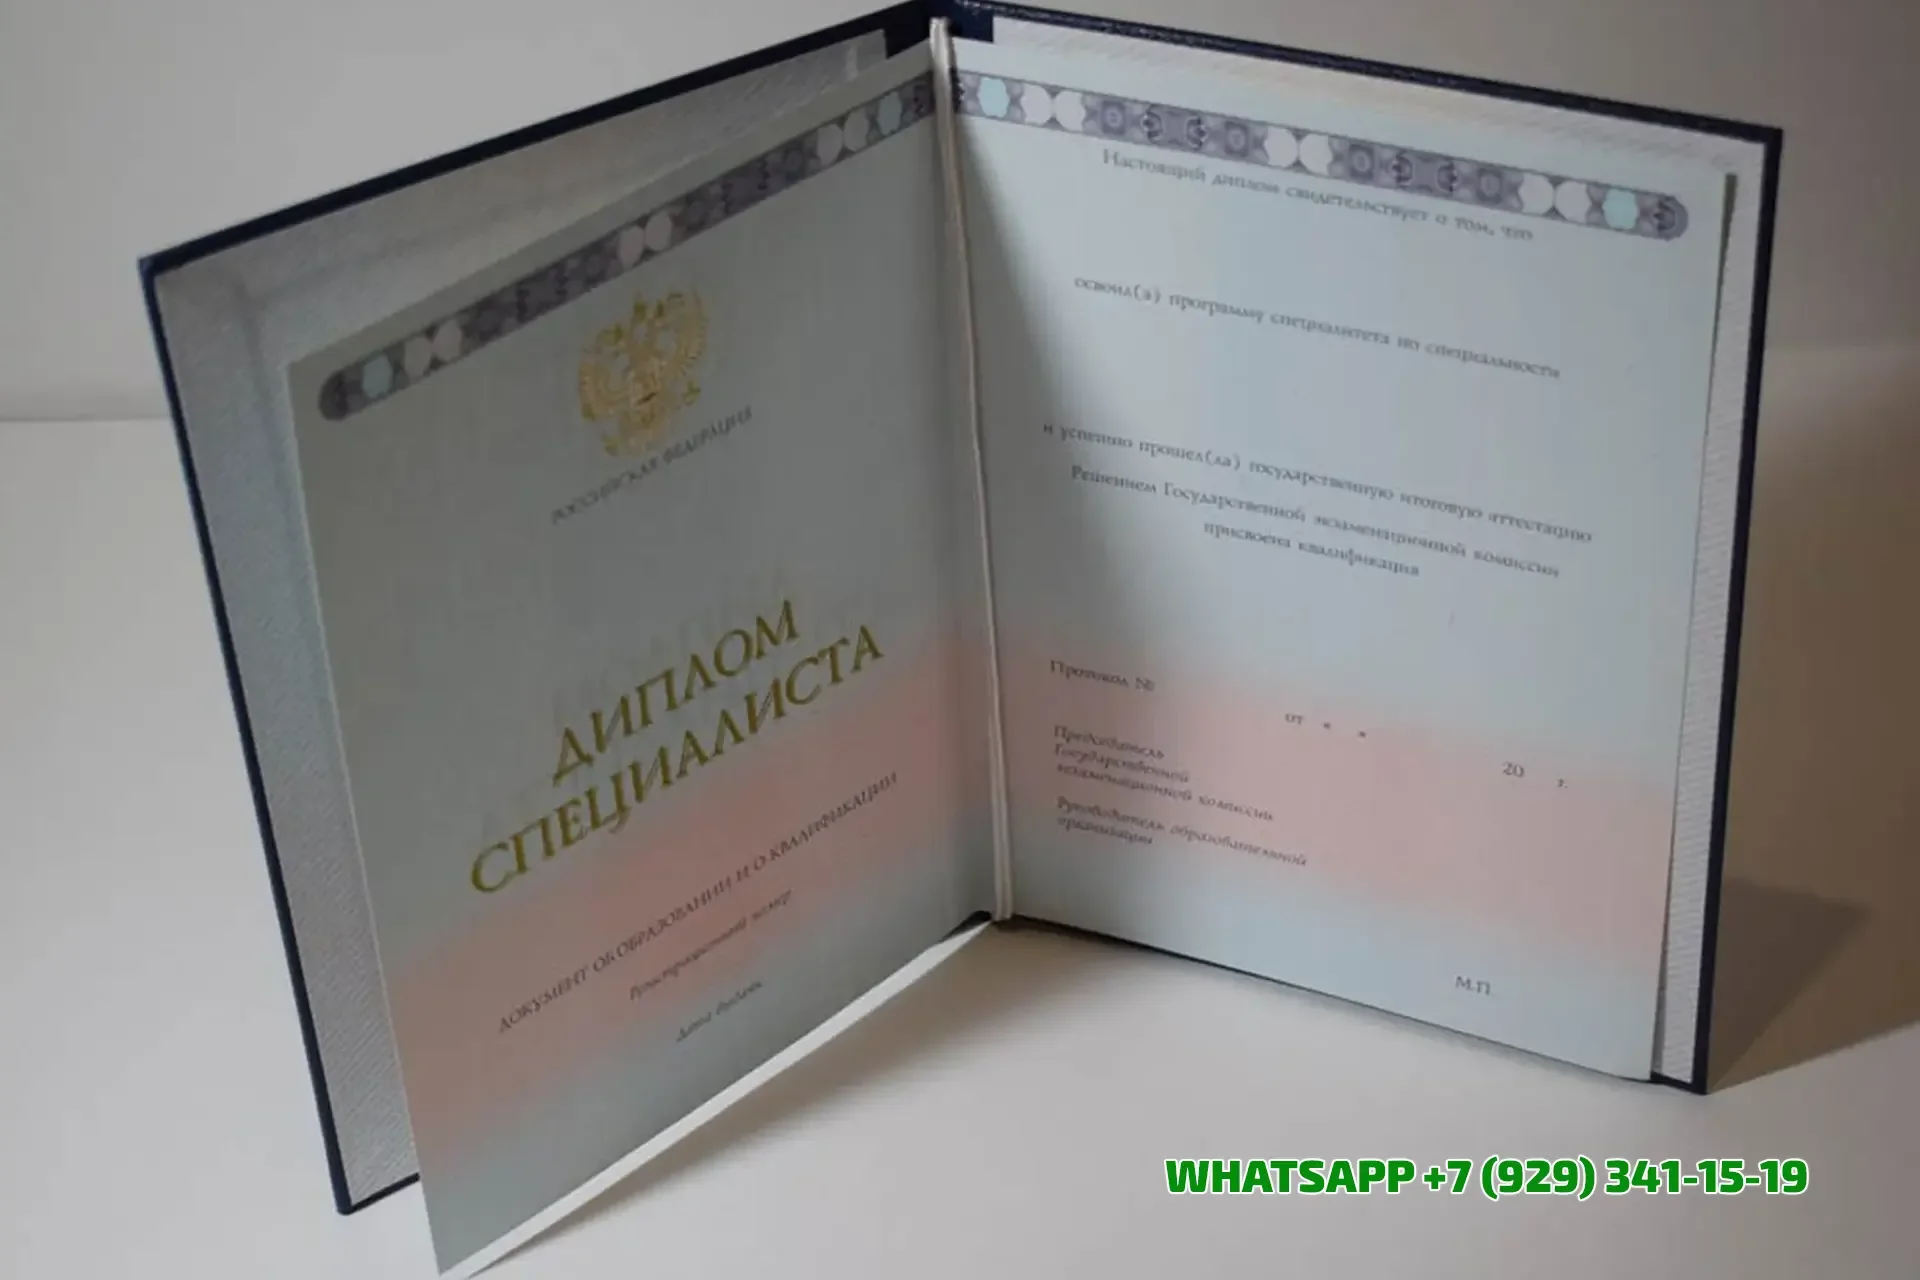 РОССИЙСКАЯ ФЕДЕРАЦИЯ
ДИПЛОМ
СПЕЦИАЛИСТА
ДОКУМЕНТ ОБ ОБРАЗОВАНИИ И О КВАЛИФИКАЦИИ
Регистрационный номер
Дата выдачи
Настоящий диплом свидетельствует о том, что
освоил(а) программу специалитета по специальности
и успешно прошел(ла) государственную итоговую аттестацию
Решением Государственной экзаменационной комиссии
присвоена квалификация
Протокол №
от « »
20 г.
Председатель
Государственной
экзаменационной комиссии
Руководитель образовательной
организации
М.П.
WHATSAPP +7 (929) 341-15-19